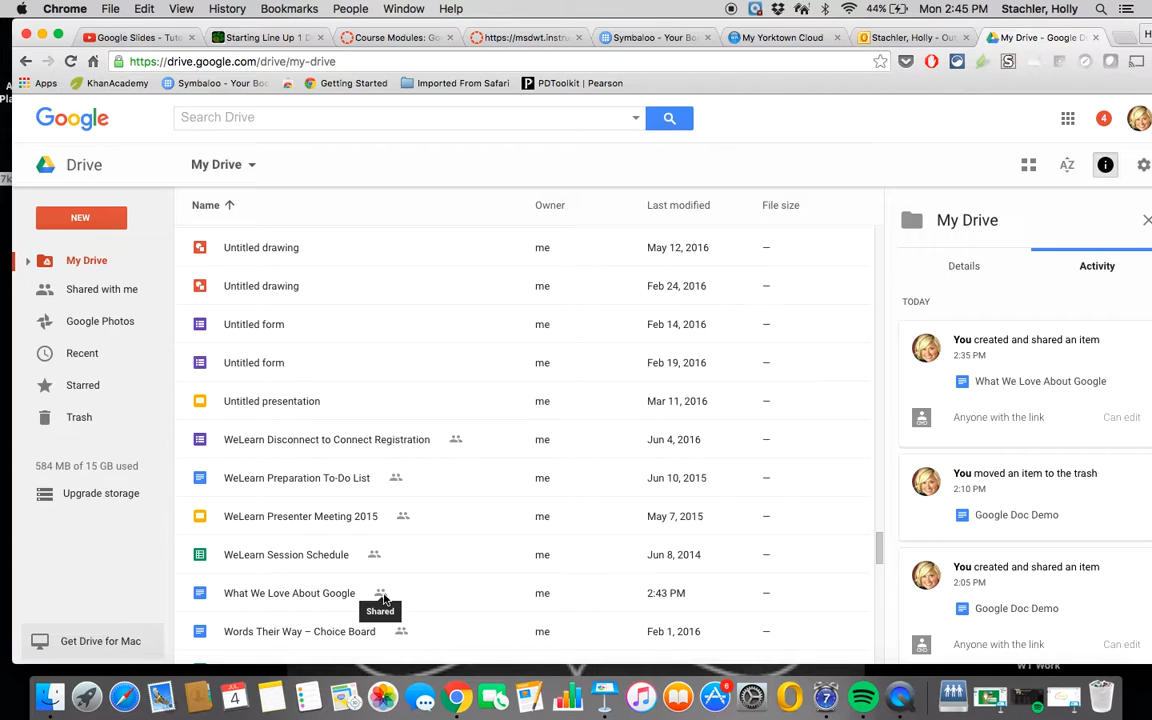 Chrome File Edit View History Bookmarks People Window Help 44% Mon 2:45 PM Stachler, Holly
Google Slides - Tuto Starting Line Up 1 D Course Modules: Go https://msdwt.instru Symbaloo - Your Bo My Yorktown Cloud Stachler, Holly - Out My Drive - Google D
https://drive.google.com/drive/my-drive
Apps KhanAcademy Symbaloo - Your Boo Getting Started Imported From Safari PDToolkit | Pearson
Google Search Drive 4
Drive My Drive
NEW
My Drive
Shared with me
Google Photos
Recent
Starred
Trash
584 MB of 15 GB used
Upgrade storage
Get Drive for Mac
Name Owner Last modified File size
Untitled drawing me May 12, 2016 –
Untitled drawing me Feb 24, 2016 –
Untitled form me Feb 14, 2016 –
Untitled form me Feb 19, 2016 –
Untitled presentation me Mar 11, 2016 –
WeLearn Disconnect to Connect Registration me Jun 4, 2016 –
WeLearn Preparation To-Do List me Jun 10, 2015 –
WeLearn Presenter Meeting 2015 me May 7, 2015 –
WeLearn Session Schedule me Jun 8, 2014 –
What We Love About Google me 2:43 PM –
Shared
Words Their Way – Choice Board me Feb 1, 2016 –
My Drive
Details Activity
TODAY
You created and shared an item
2:35 PM
What We Love About Google
Anyone with the link Can edit
You moved an item to the trash
2:10 PM
Google Doc Demo
You created and shared an item
2:05 PM
Google Doc Demo
Anyone with the link Can edit